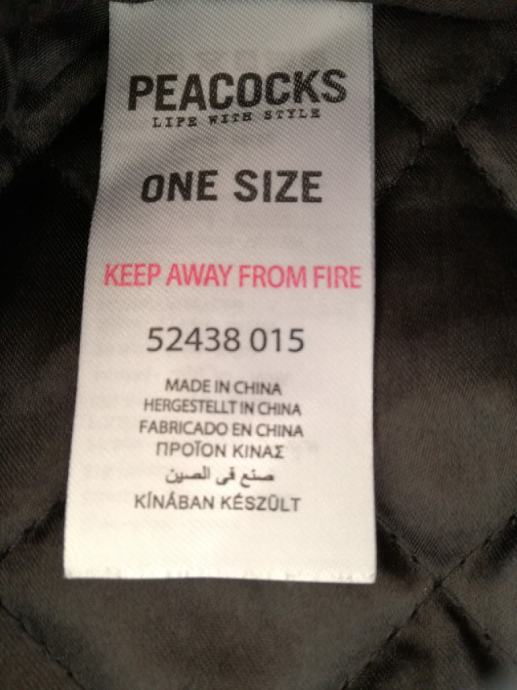 PEACOCKS
LIFE WITH STYLE
ONE SIZE
KEEP AWAY FROM FIRE
52438 015
MADE IN CHINA
HERGESTELLT IN CHINA
FABRICADO EN CHINA
ΠΡΟΪΟΝ ΚΙΝΑΣ
صنع فى الصين
KÍNÁBAN KÉSZÜLT